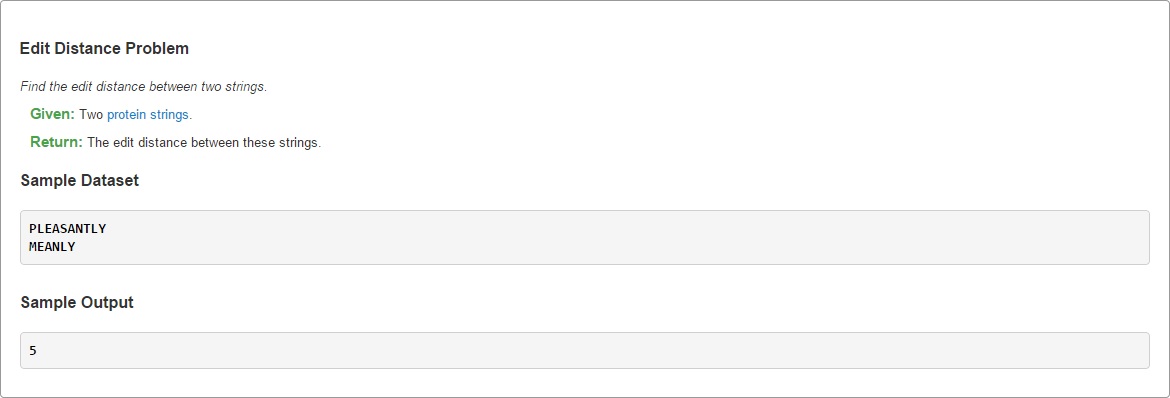 Edit Distance Problem
Find the edit distance between two strings.
Given: Two protein strings.
Return: The edit distance between these strings.
Sample Dataset
PLEASANTLY
MEANLY
Sample Output
5